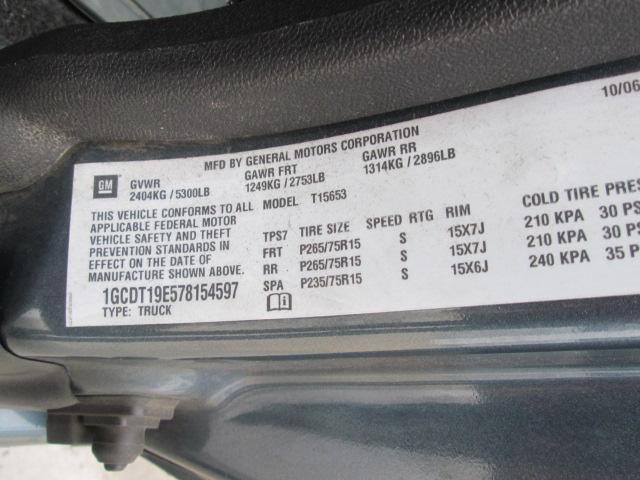 10/06
MFD BY GENERAL MOTORS CORPORATION
GM GVWR GAWR FRT GAWR RR
2404KG / 5300LB 1249KG / 2753LB 1314KG / 2896LB
THIS VEHICLE CONFORMS TO ALL MODEL T15653
APPLICABLE FEDERAL MOTOR
VEHICLE SAFETY AND THEFT
PREVENTION STANDARDS IN
EFFECT ON THE DATE OF
MANUFACTURE SHOWN ABOVE.
1GCDT19E578154597
TYPE: TRUCK
TPS7 TIRE SIZE SPEED RTG RIM COLD TIRE PRES
FRT P265/75R15 S 15X7J 210 KPA 30 PS
RR P265/75R15 S 15X7J 210 KPA 30 PS
SPA P235/75R15 S 15X6J 240 KPA 35 P